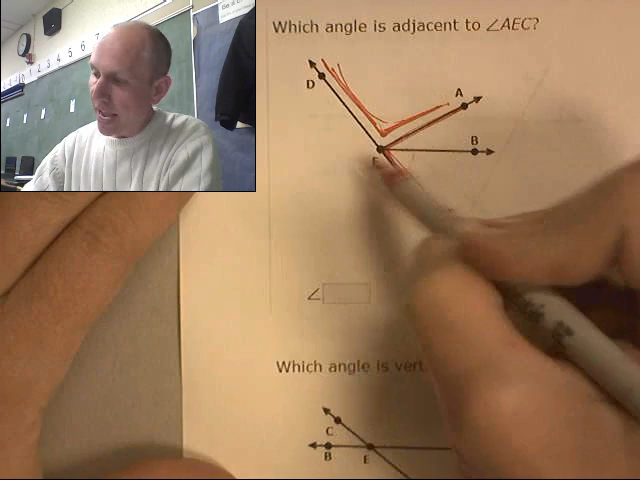 Which angle is adjacent to ∠AEC?
D
A
B
E
∠
Which angle is vert
C
B
E
1 2 3 4 5 6 7